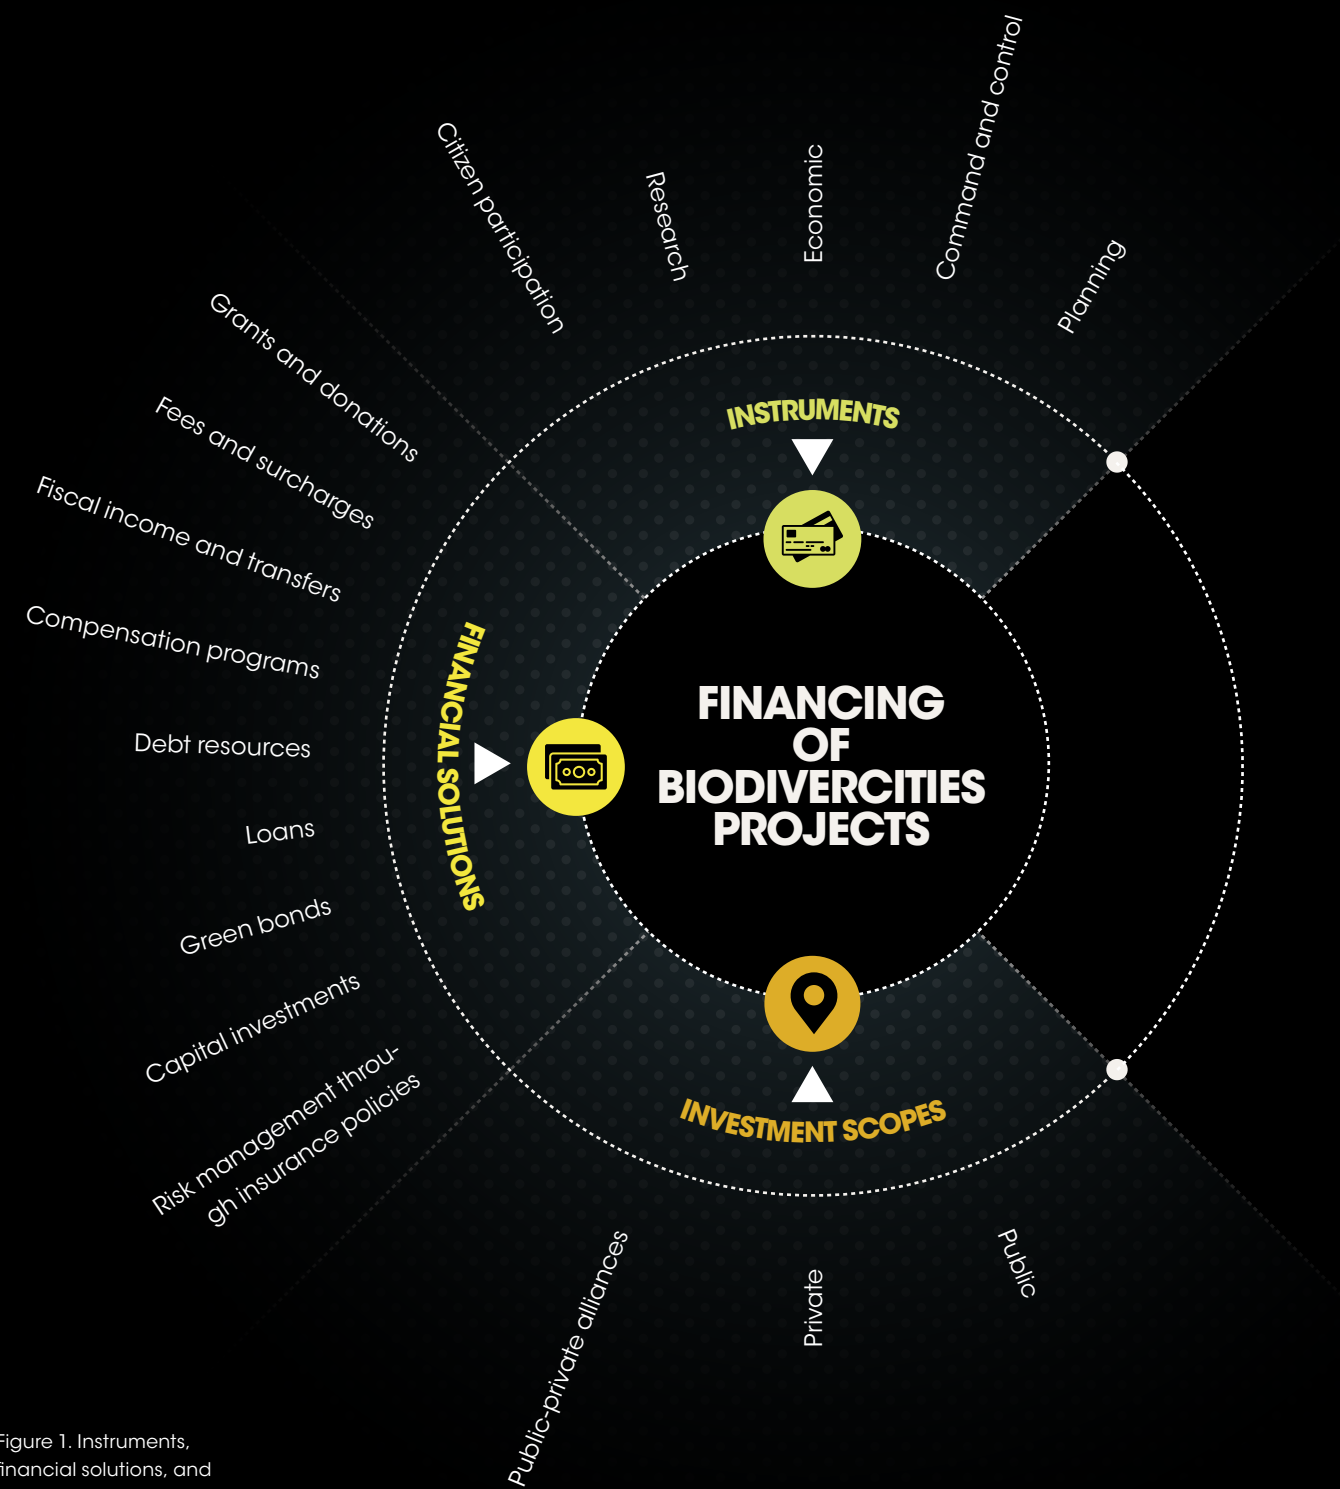 Citizen participation
Research
Economic
Command and control
Planning
INSTRUMENTS
Grants and donations
Fees and surcharges
Fiscal income and transfers
Compensation programs
Debt resources
Loans
Green bonds
Capital investments
Risk management throu-
gh insurance policies
FINANCIAL SOLUTIONS
FINANCING
OF
BIODIVERCITIES
PROJECTS
INVESTMENT SCOPES
Public-private alliances
Private
Public
Figure 1. Instruments,
financial solutions, and